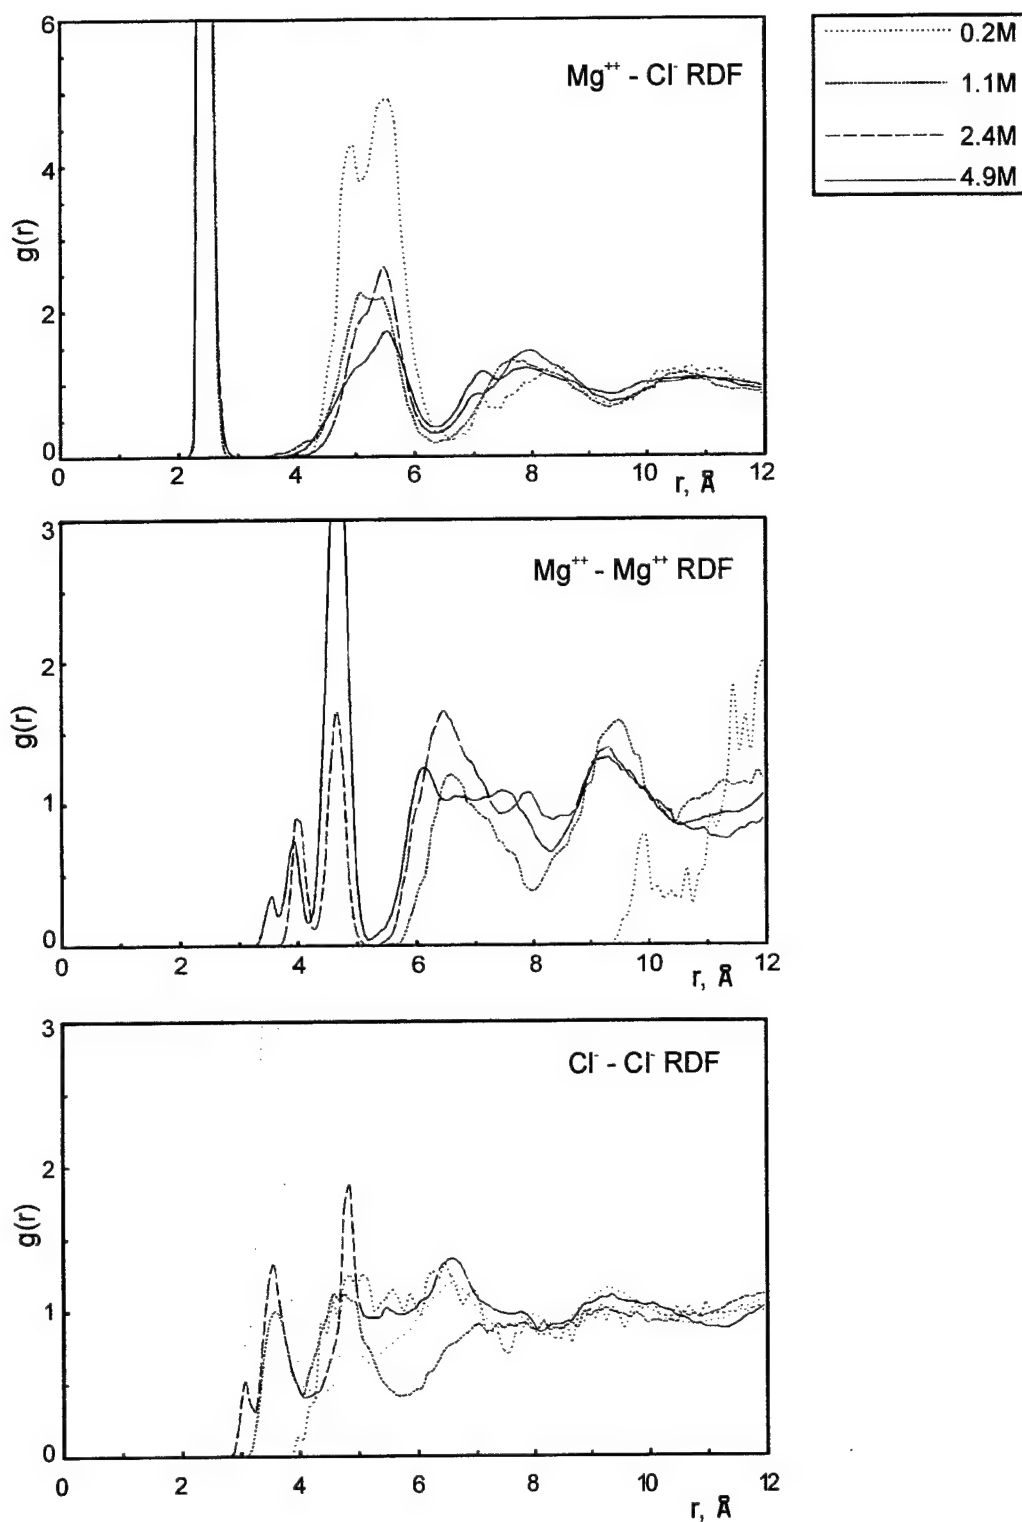 6
Mg++ - Cl- RDF
4
g(r)
2
0
0 2 4 6 8 10 12
r, Å
0.2M
1.1M
2.4M
4.9M
3
Mg++ - Mg++ RDF
2
g(r)
1
0
0 2 4 6 8 10 12
r, Å
3
Cl- - Cl- RDF
2
g(r)
1
0
0 2 4 6 8 10 12
r, Å